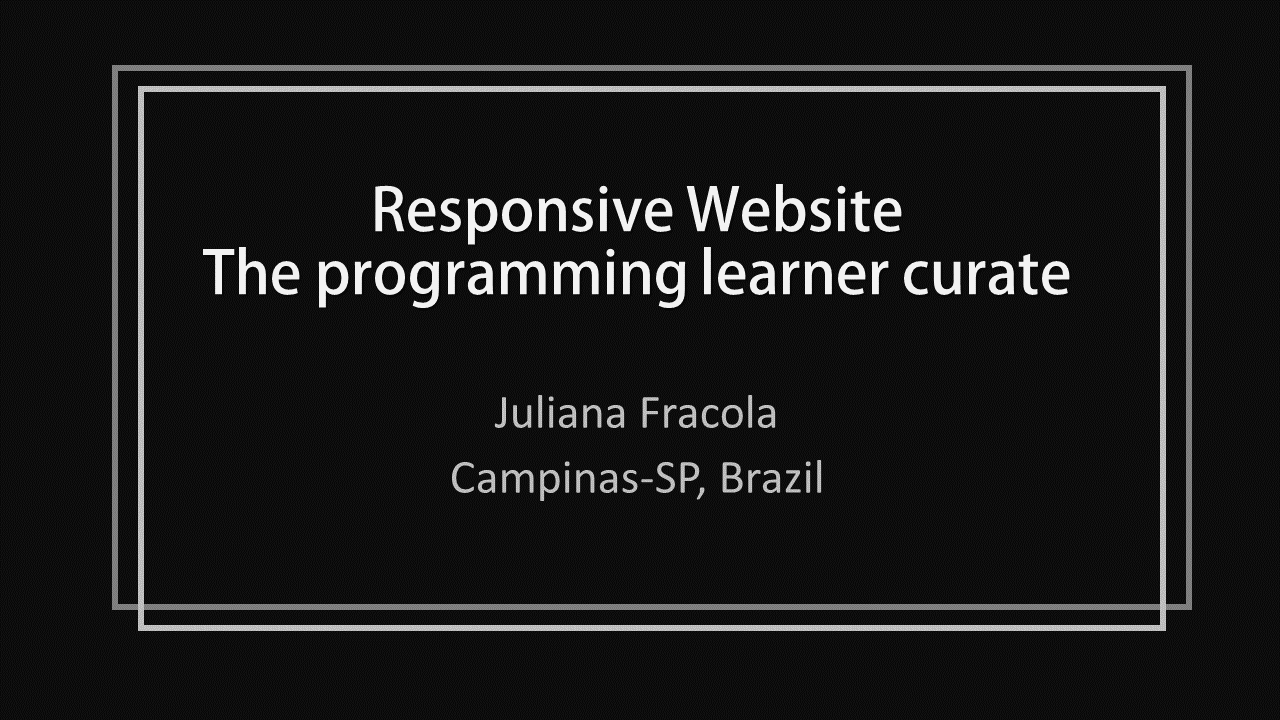 Responsive Website
The programming learner curate
Juliana Fracola
Campinas-SP, Brazil